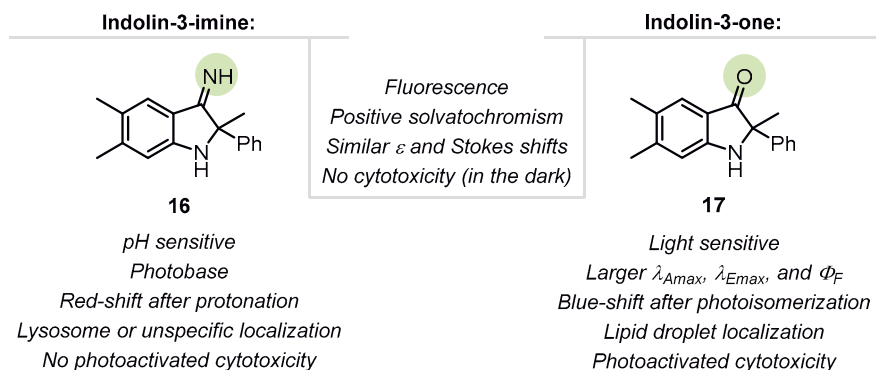 Indolin-3-imine:
NH
N
H
Ph
16
pH sensitive
Photobase
Red-shift after protonation
Lysosome or unspecific localization
No photoactivated cytotoxicity
Fluorescence
Positive solvatochromism
Similar ε and Stokes shifts
No cytotoxicity (in the dark)
Indolin-3-one:
O
N
H
Ph
17
Light sensitive
Larger λAmax, λEmax, and ΦF
Blue-shift after photoisomerization
Lipid droplet localization
Photoactivated cytotoxicity